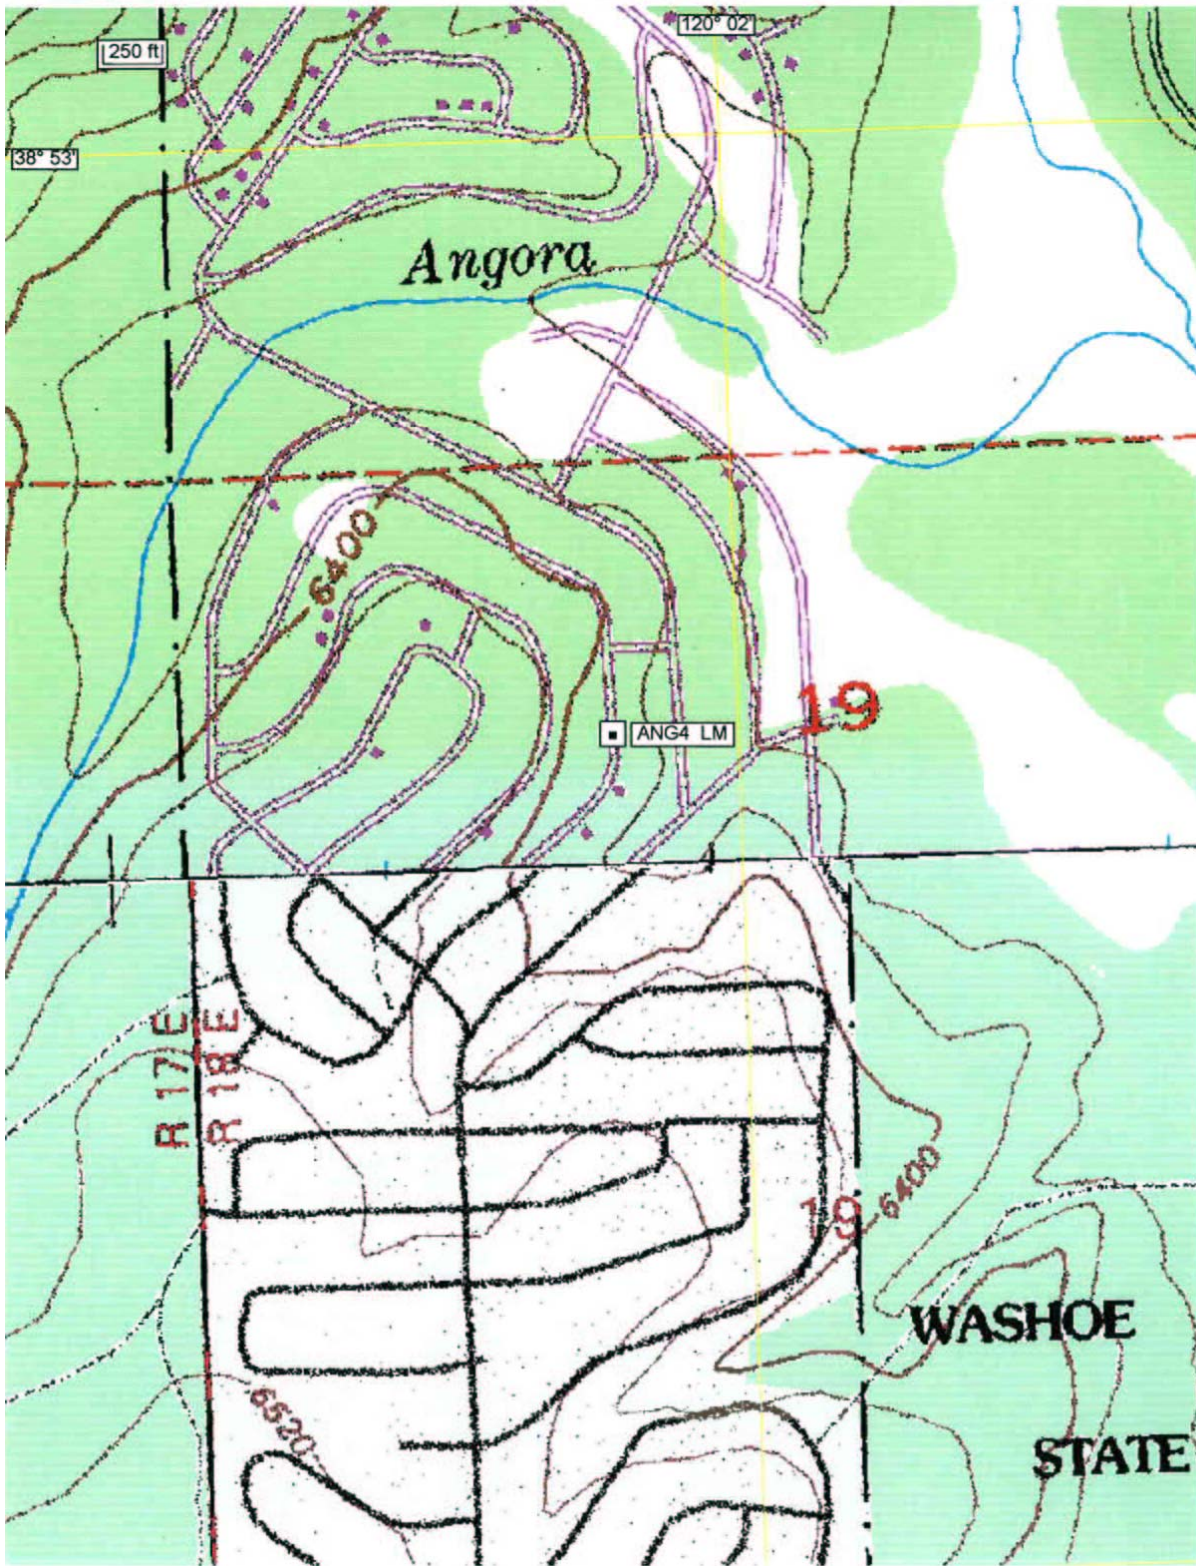 250 ft
120° 02'
38° 53'
Angora
6400
19
ANG4 LM
R 17 E
R 18 E
6400
19
WASHOE
6520
STATE